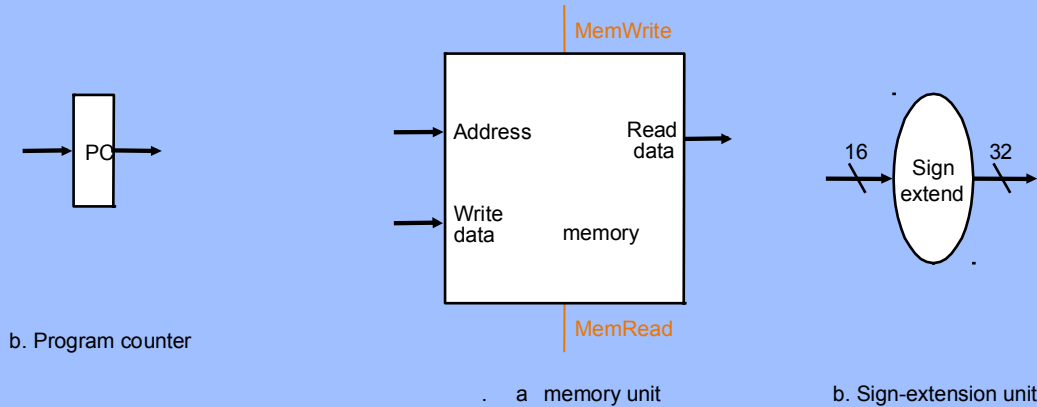 MemWrite
PC
Address
Read
data
Write
data
memory
16
32
Sign
extend
MemRead
b. Program counter
. a memory unit
b. Sign-extension unit